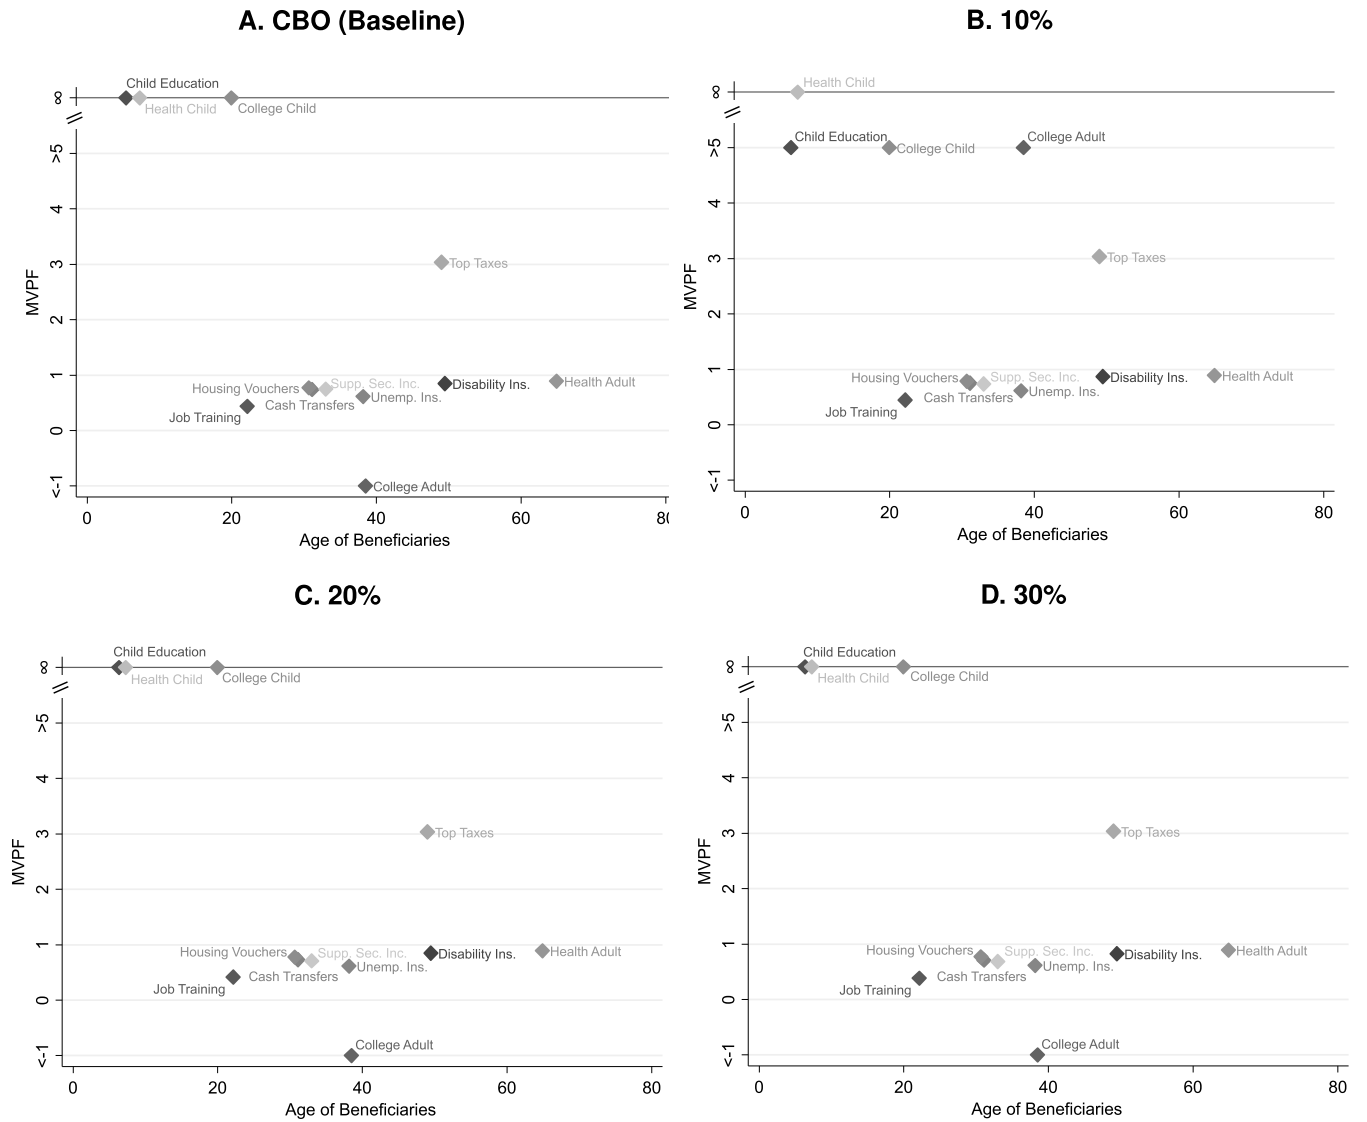 A. CBO (Baseline)
Child Education
∞
Health Child
College Child
>5
4
3
Top Taxes
MVPF
2
1
Supp. Sec. Inc.
Housing Vouchers
Disability Ins.
Health Adult
Unemp. Ins.
Cash Transfers
Job Training
0
<-1
College Adult
0 20 40 60 80
Age of Beneficiaries
B. 10%
Health Child
∞
Child Education
College Adult
>5
College Child
4
3
Top Taxes
MVPF
2
1
Housing Vouchers
Supp. Sec. Inc.
Disability Ins.
Health Adult
Unemp. Ins.
Cash Transfers
Job Training
0
<-1
0 20 40 60 80
Age of Beneficiaries
C. 20%
Child Education
∞
Health Child
College Child
>5
4
3
Top Taxes
MVPF
2
1
Housing Vouchers
Supp. Sec. Inc.
Disability Ins.
Health Adult
Unemp. Ins.
Cash Transfers
Job Training
0
College Adult
<-1
0 20 40 60 80
Age of Beneficiaries
D. 30%
Child Education
∞
Health Child
College Child
>5
4
3
Top Taxes
MVPF
2
1
Housing Vouchers
Supp. Sec. Inc.
Disability Ins.
Health Adult
Unemp. Ins.
Cash Transfers
Job Training
0
College Adult
<-1
0 20 40 60 80
Age of Beneficiaries